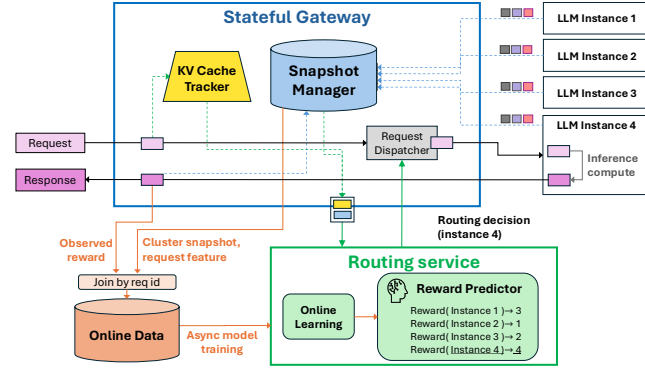 Stateful Gateway
KV Cache
Tracker
Snapshot
Manager
LLM Instance 1
LLM Instance 2
LLM Instance 3
LLM Instance 4
Request
Request
Dispatcher
Inference
compute
Response
Observed
reward
Cluster snapshot,
request feature
Routing decision
(instance 4)
Join by req id
Online Data
Async model
training
Routing service
Online
Learning
Reward Predictor
Reward( Instance 1 )→ 3
Reward( Instance 2 )→ 1
Reward( Instance 3 )→ 2
Reward( Instance 4 )→ 4